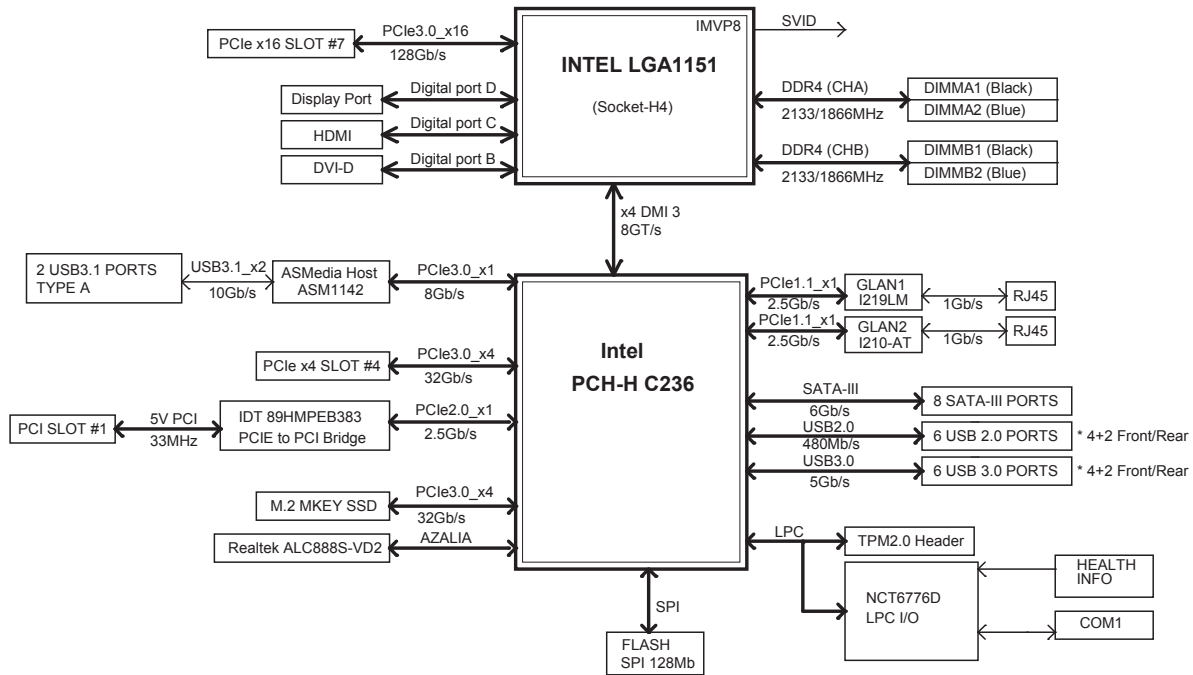 IMVP8
SVID
PCIe3.0_x16
PCIe x16 SLOT #7
128Gb/s
INTEL LGA1151
(Socket-H4)
Digital port D
Display Port
Digital port C
HDMI
Digital port B
DVI-D
DDR4 (CHA)
2133/1866MHz
DIMMA1 (Black)
DIMMA2 (Blue)
DDR4 (CHB)
2133/1866MHz
DIMMB1 (Black)
DIMMB2 (Blue)
x4 DMI 3
8GT/s
2 USB3.1 PORTS
TYPE A
USB3.1_x2
10Gb/s
ASMedia Host
ASM1142
PCIe3.0_x1
8Gb/s
PCIe1.1_x1
2.5Gb/s
GLAN1
I219LM
1Gb/s
RJ45
PCIe1.1_x1
2.5Gb/s
GLAN2
I210-AT
1Gb/s
RJ45
Intel
PCH-H C236
PCIe x4 SLOT #4
PCIe3.0_x4
32Gb/s
PCI SLOT #1
5V PCI
33MHz
IDT 89HMPEB383
PCIE to PCI Bridge
PCIe2.0_x1
2.5Gb/s
SATA-III
6Gb/s
8 SATA-III PORTS
USB2.0
480Mb/s
6 USB 2.0 PORTS
* 4+2 Front/Rear
USB3.0
5Gb/s
6 USB 3.0 PORTS
* 4+2 Front/Rear
M.2 MKEY SSD
PCIe3.0_x4
32Gb/s
Realtek ALC888S-VD2
AZALIA
LPC
TPM2.0 Header
NCT6776D
LPC I/O
HEALTH
INFO
COM1
SPI
FLASH
SPI 128Mb